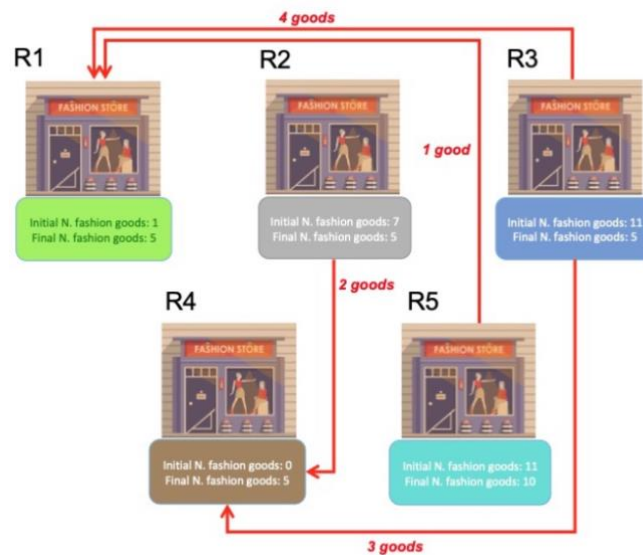 4 goods
R1
R2
R3
FASHION STORE
FASHION STORE
FASHION STORE
1 good
Initial N. fashion goods: 1
Final N. fashion goods: 5
Initial N. fashion goods: 7
Final N. fashion goods: 5
Initial N. fashion goods: 11
Final N. fashion goods: 5
2 goods
R4
R5
FASHION STORE
FASHION STORE
Initial N. fashion goods: 0
Final N. fashion goods: 5
Initial N. fashion goods: 11
Final N. fashion goods: 10
3 goods